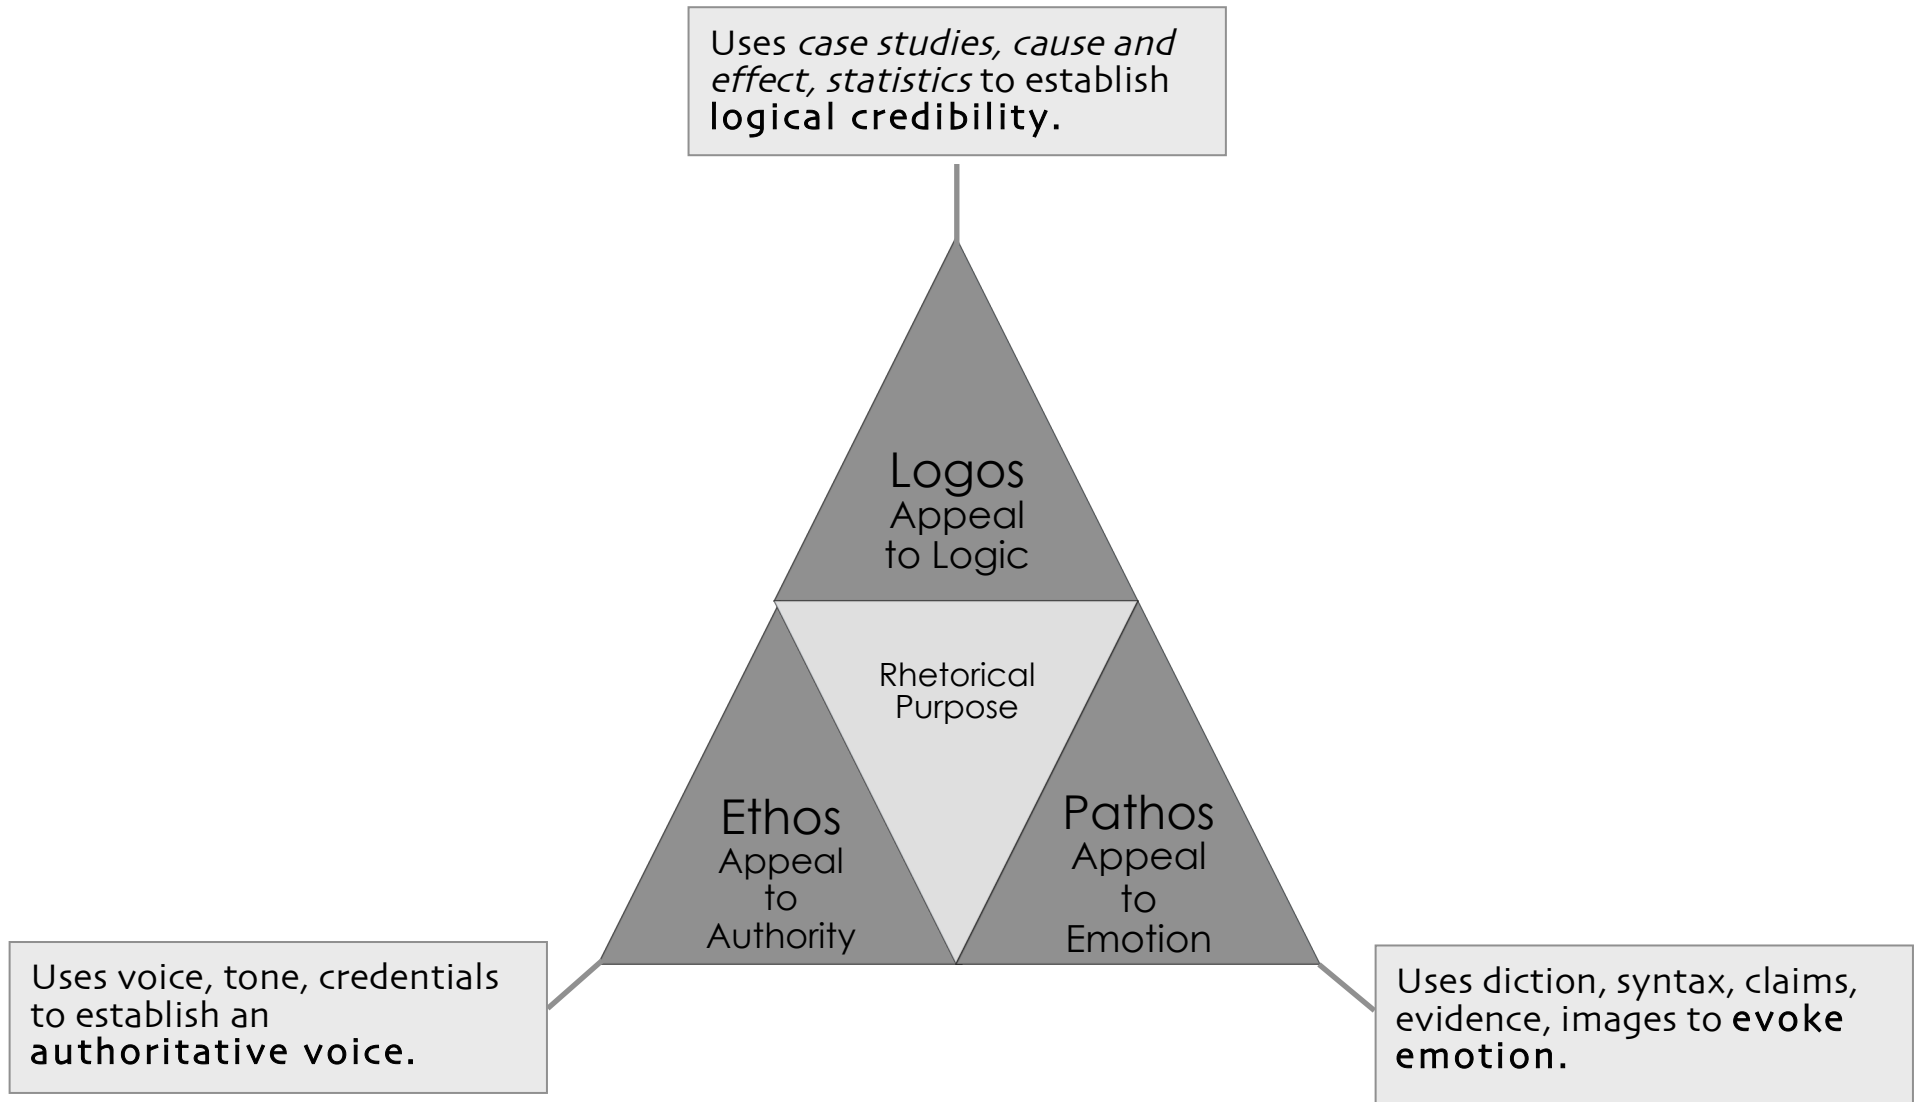 Uses case studies, cause and
effect, statistics to establish
logical credibility.
Logos
Appeal
to Logic
Rhetorical
Purpose
Ethos
Appeal
to
Authority
Pathos
Appeal
to
Emotion
Uses voice, tone, credentials
to establish an
authoritative voice.
Uses diction, syntax, claims,
evidence, images to evoke
emotion.